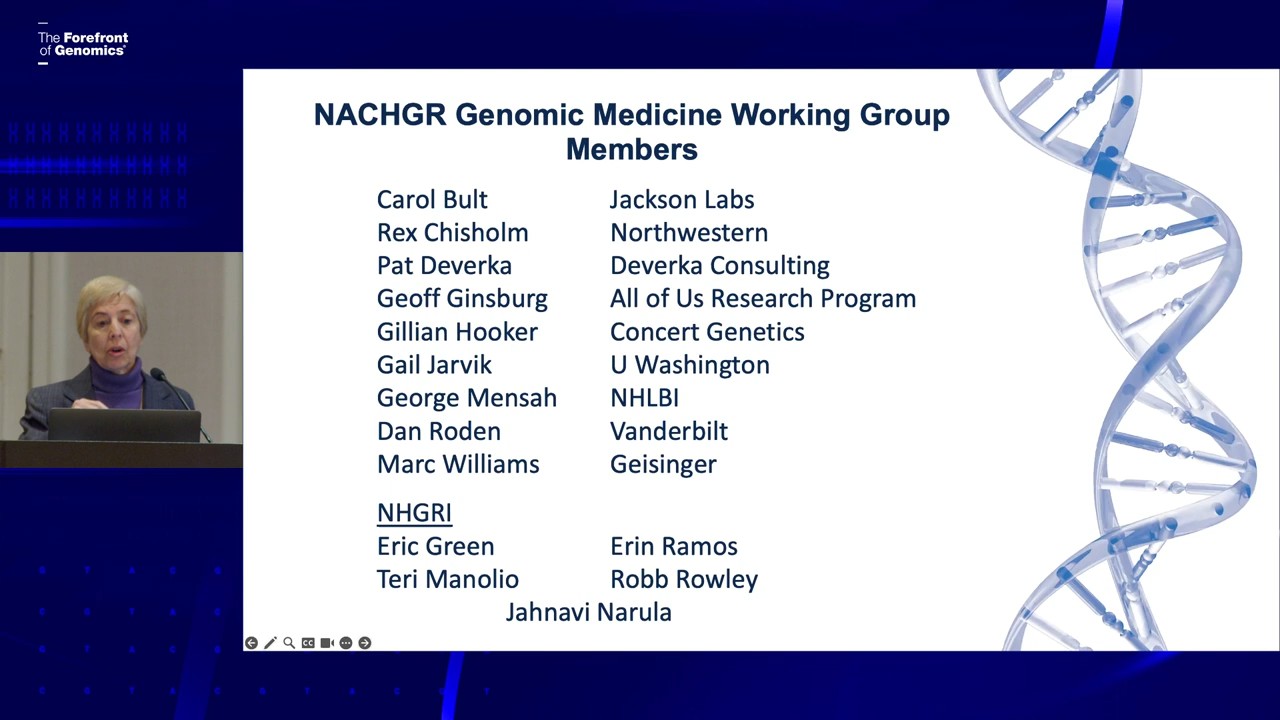 The Forefront
of Genomics®
NACHGR Genomic Medicine Working Group
Members
Carol Bult Jackson Labs
Rex Chisholm Northwestern
Pat Deverka Deverka Consulting
Geoff Ginsburg All of Us Research Program
Gillian Hooker Concert Genetics
Gail Jarvik U Washington
George Mensah NHLBI
Dan Roden Vanderbilt
Marc Williams Geisinger
NHGRI
Eric Green Erin Ramos
Teri Manolio Robb Rowley
Jahnavi Narula
CC